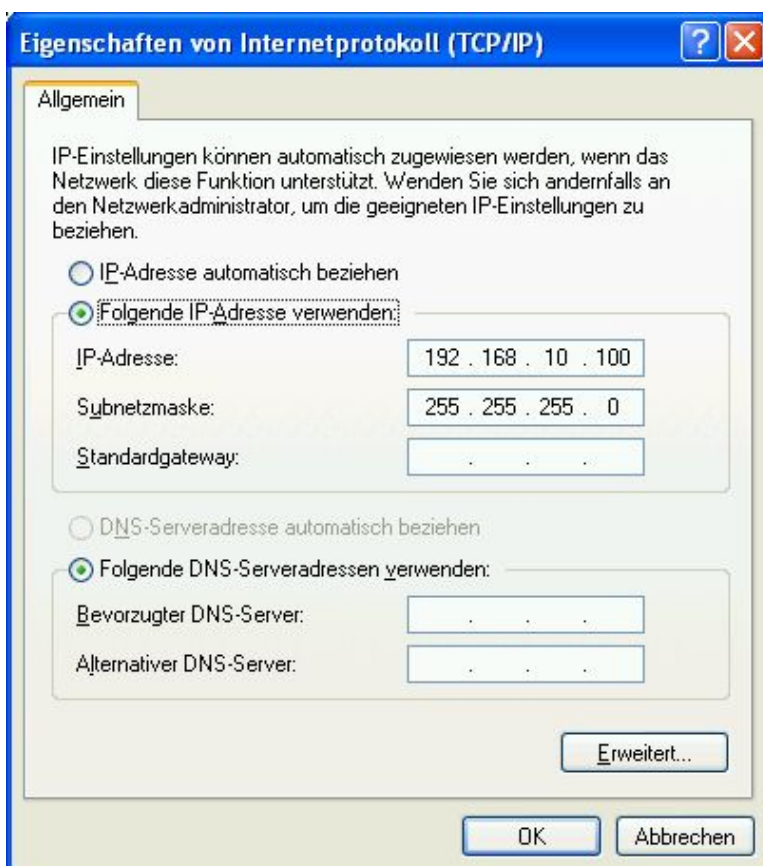 Eigenschaften von Internetprotokoll (TCP/IP)
Allgemein
IP-Einstellungen können automatisch zugewiesen werden, wenn das
Netzwerk diese Funktion unterstützt. Wenden Sie sich andernfalls an
den Netzwerkadministrator, um die geeigneten IP-Einstellungen zu
beziehen.
IP-Adresse automatisch beziehen
Folgende IP-Adresse verwenden:
IP-Adresse: 192 . 168 . 10 . 100
Subnetzmaske: 255 . 255 . 255 . 0
Standardgateway: . . .
DNS-Serveradresse automatisch beziehen
Folgende DNS-Serveradressen verwenden:
Bevorzugter DNS-Server: . . .
Alternativer DNS-Server: . . .
Erweitert...
OK Abbrechen